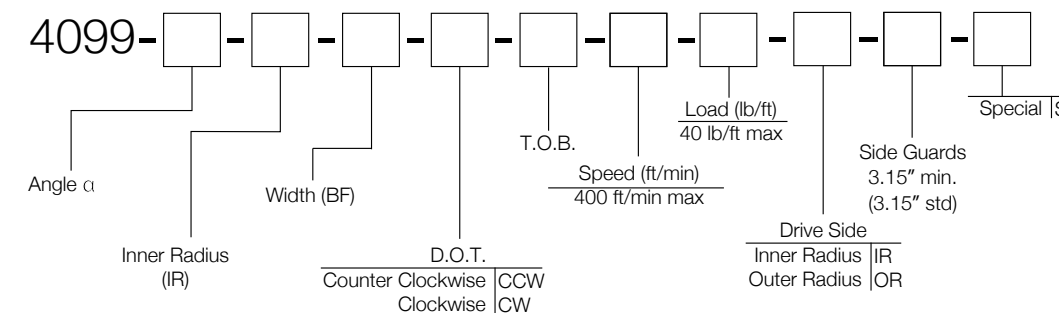 4099- - - - - - - - - -
Angle α
Inner Radius
(IR)
Width (BF)
D.O.T.
Counter Clockwise CCW
Clockwise CW
T.O.B.
Speed (ft/min)
400 ft/min max
Load (lb/ft)
40 lb/ft max
Drive Side
Inner Radius IR
Outer Radius OR
Side Guards
3.15″ min.
(3.15″ std)
Special S